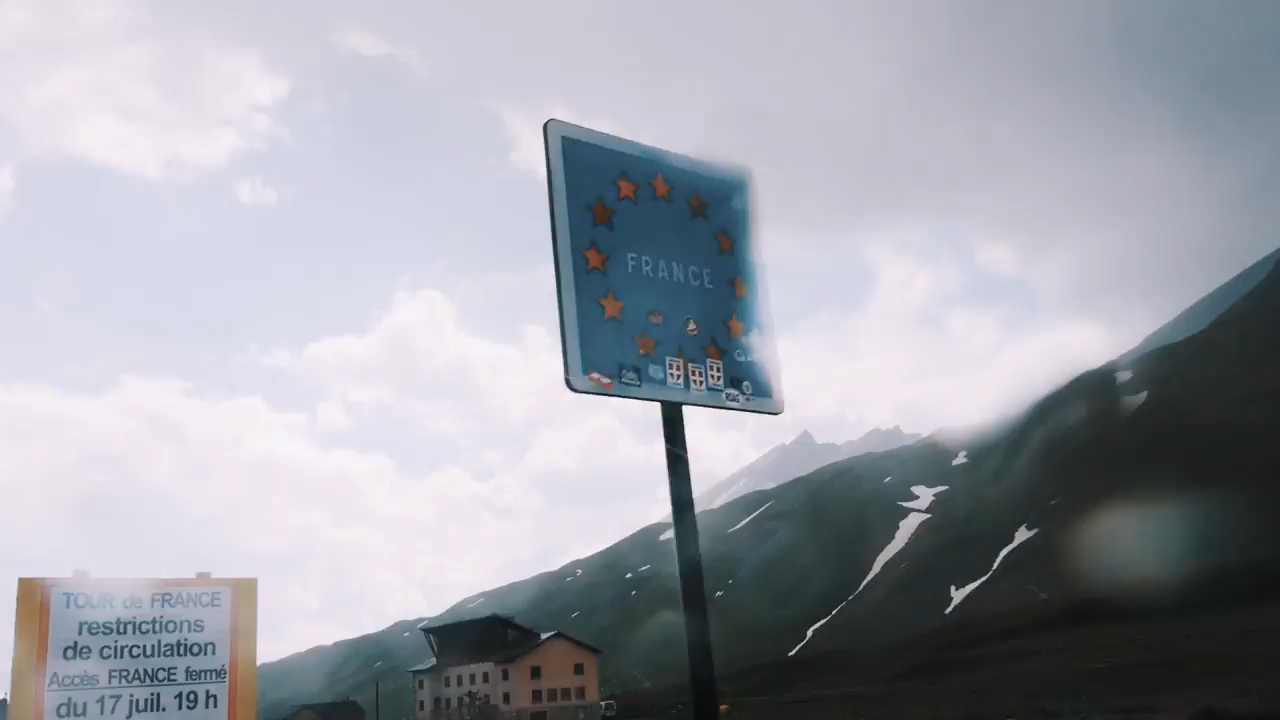 FRANCE
TOUR de FRANCE
restrictions
de circulation
Accès FRANCE fermé
du 17 juil. 19 h